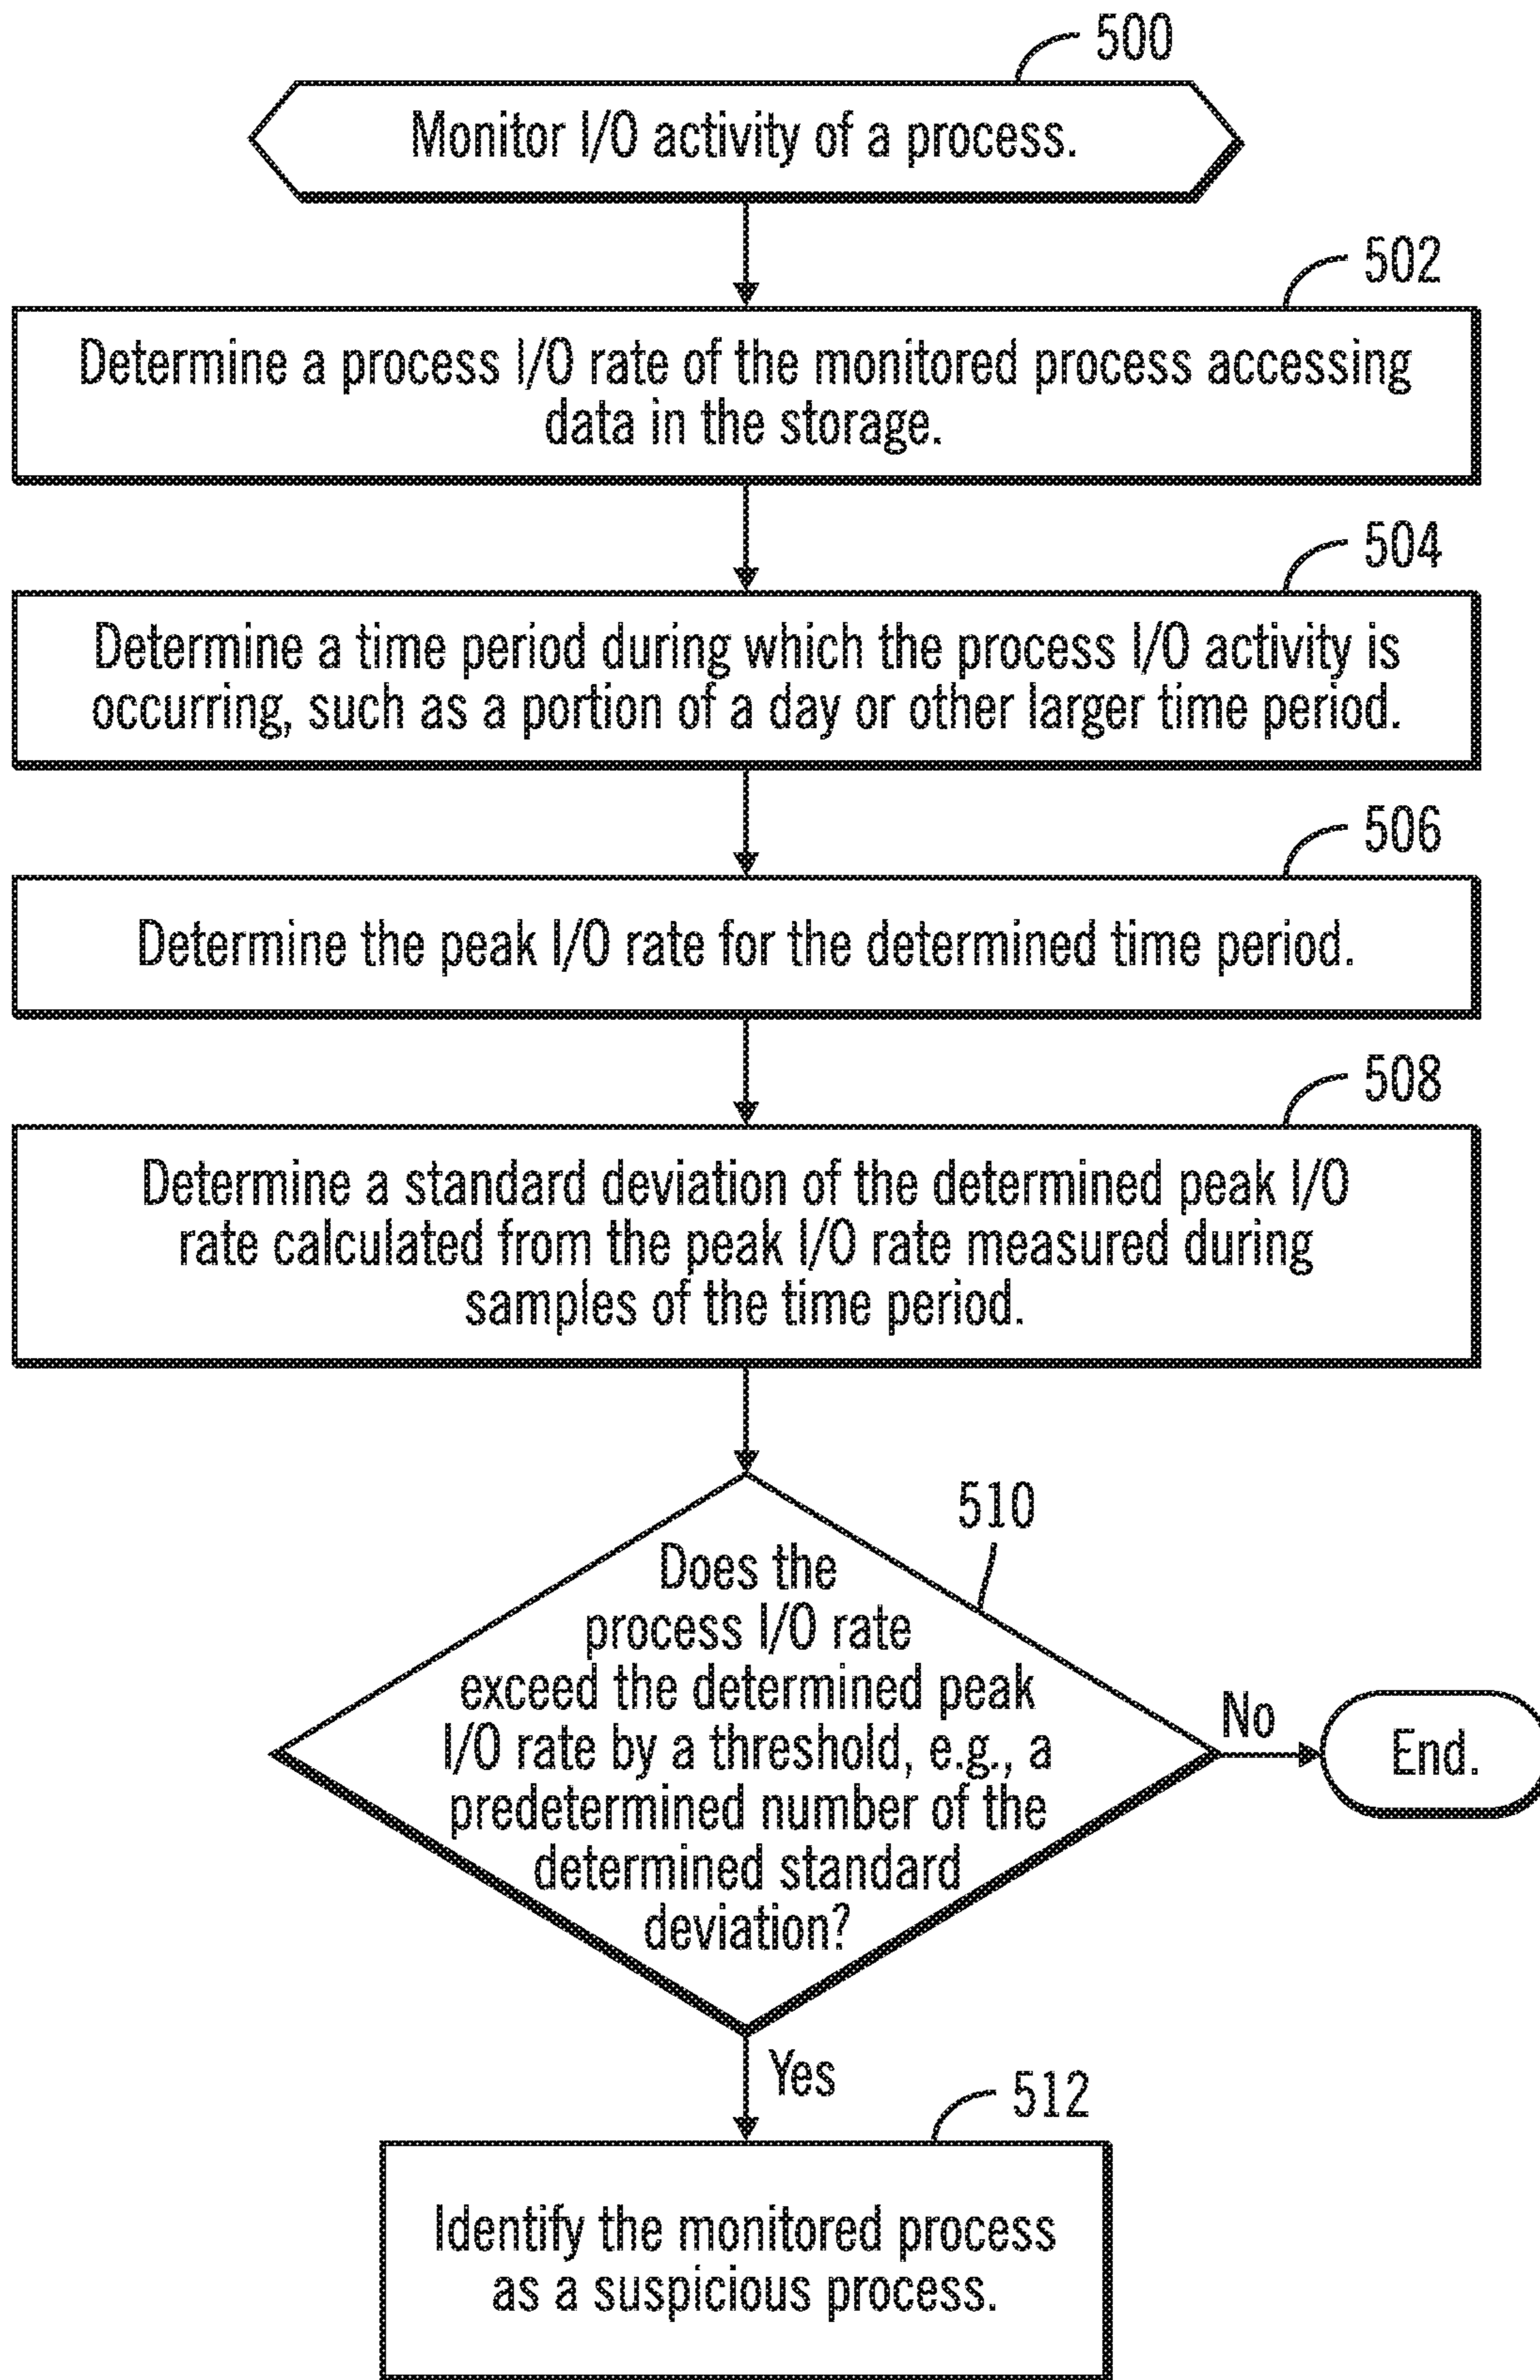 500
Monitor I/O activity of a process.
502
Determine a process I/O rate of the monitored process accessing
data in the storage.
504
Determine a time period during which the process I/O activity is
occurring, such as a portion of a day or other larger time period.
506
Determine the peak I/O rate for the determined time period.
508
Determine a standard deviation of the determined peak I/O
rate calculated from the peak I/O rate measured during
samples of the time period.
510
Does the
process I/O rate
exceed the determined peak
I/O rate by a threshold, e.g., a
predetermined number of the
determined standard
deviation?
No
End.
Yes
512
Identify the monitored process
as a suspicious process.